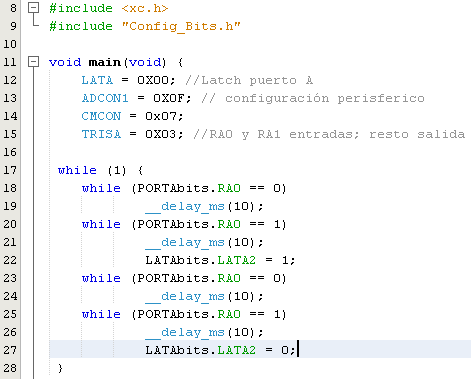 8 #include <xc.h>
9 #include "Config_Bits.h"
10
11 void main(void) {
12 LATA = 0X00; //Latch puerto A
13 ADCON1 = 0X0F; // configuración perisferico
14 CMCON = 0x07;
15 TRISA = 0X03; //RA0 y RA1 entradas; resto salida
16
17 while (1) {
18 while (PORTAbits.RA0 == 0)
19 __delay_ms(10);
20 while (PORTAbits.RA0 == 1)
21 __delay_ms(10);
22 LATAbits.LATA2 = 1;
23 while (PORTAbits.RA0 == 0)
24 __delay_ms(10);
25 while (PORTAbits.RA0 == 1)
26 __delay_ms(10);
27 LATAbits.LATA2 = 0;
28 }